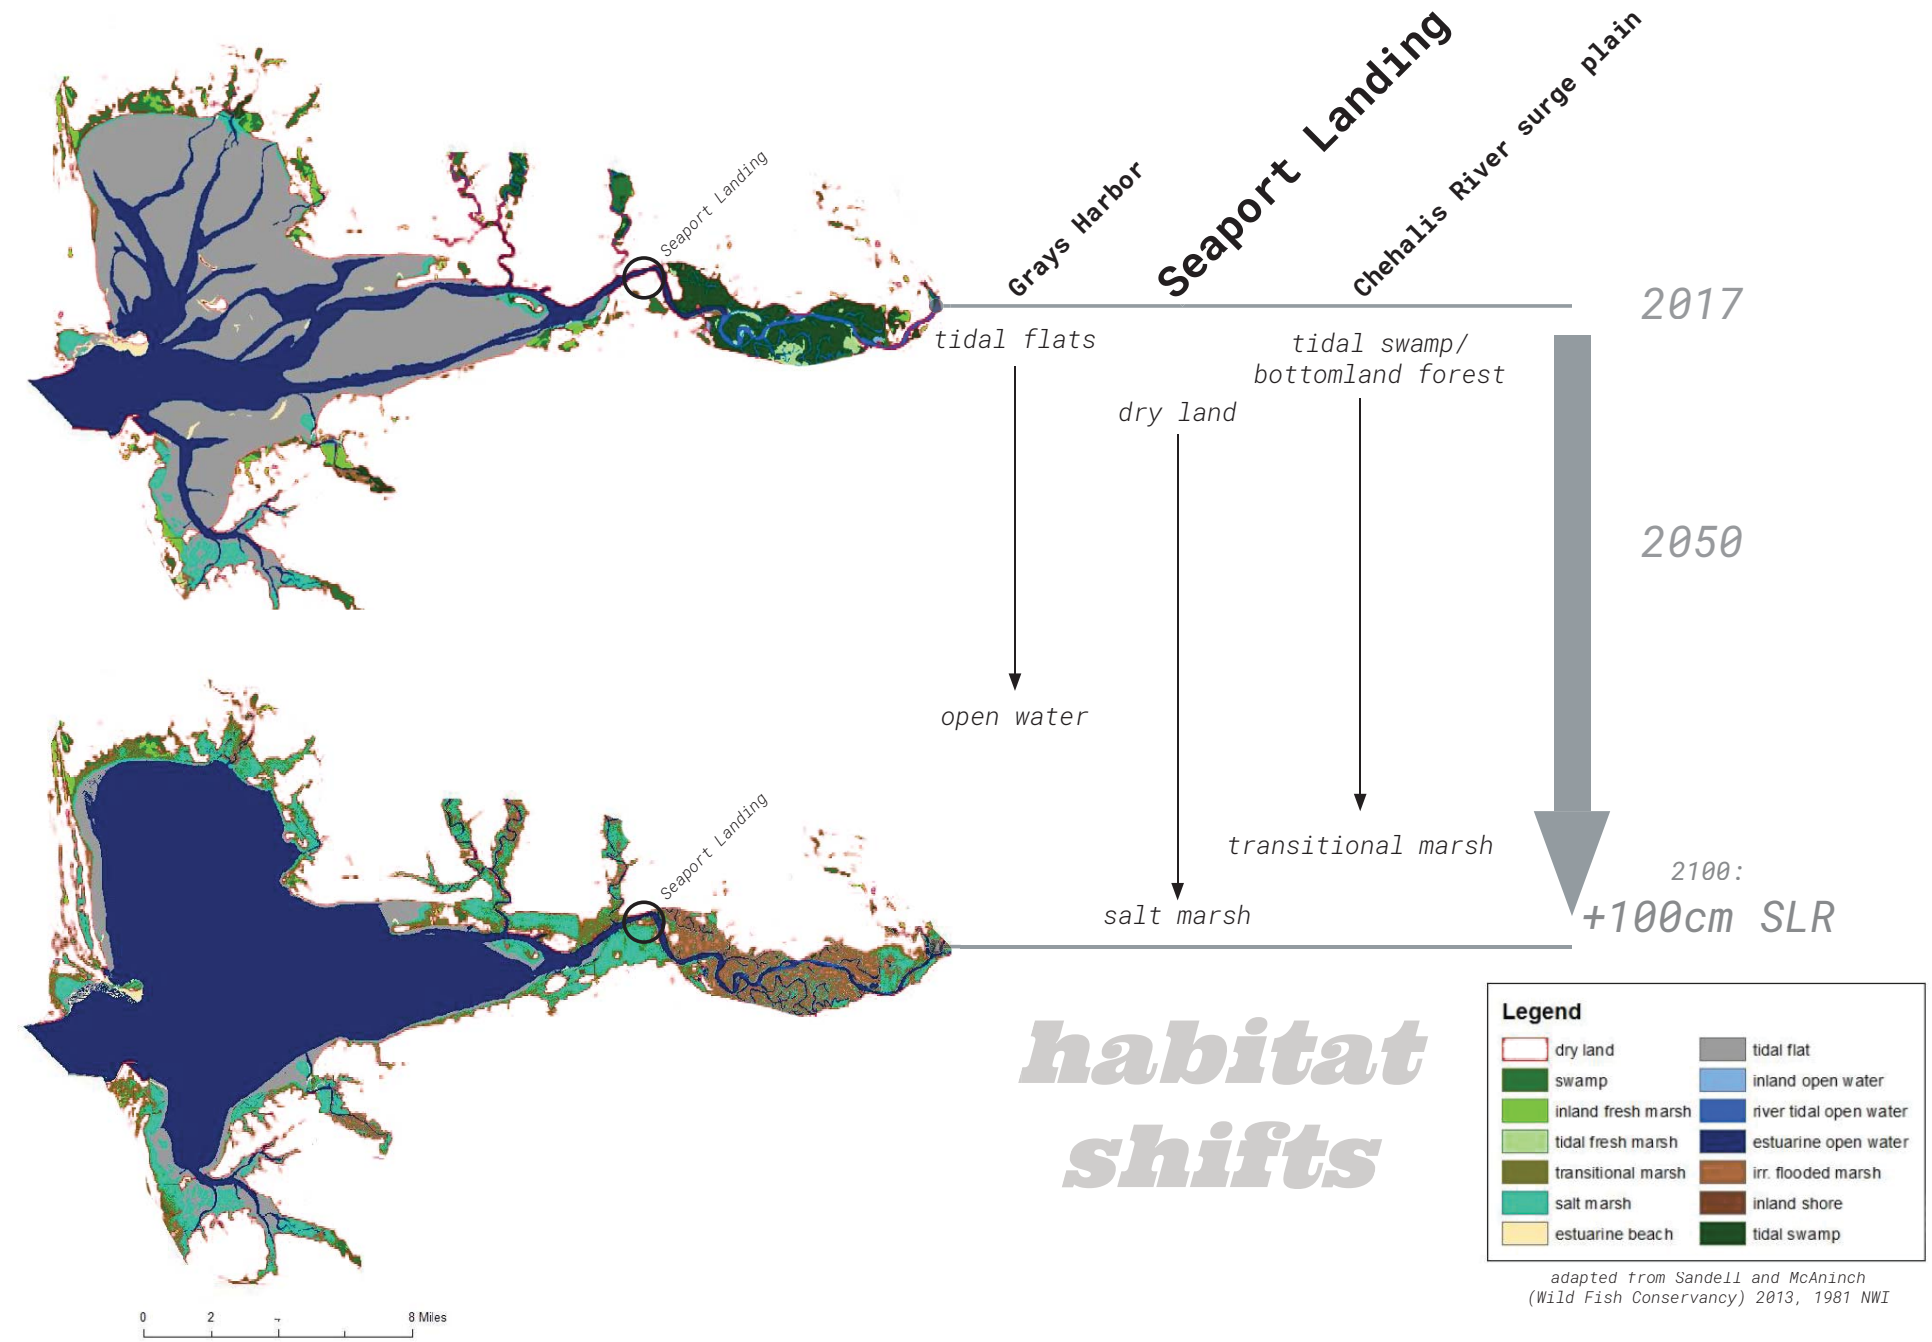 Grays Harbor
Seaport Landing
Chehalis River surge plain
Seaport Landing
2017
tidal flats
tidal swamp/
bottomland forest
dry land
2050
open water
Seaport Landing
transitional marsh
2100:
salt marsh
+100cm SLR
habitat
shifts
Legend
dry land
swamp
inland fresh marsh
tidal fresh marsh
transitional marsh
salt marsh
estuarine beach
tidal flat
inland open water
river tidal open water
estuarine open water
irr. flooded marsh
inland shore
tidal swamp
adapted from Sandell and McAninch
(Wild Fish Conservancy) 2013, 1981 NWI
0 2 8 Miles